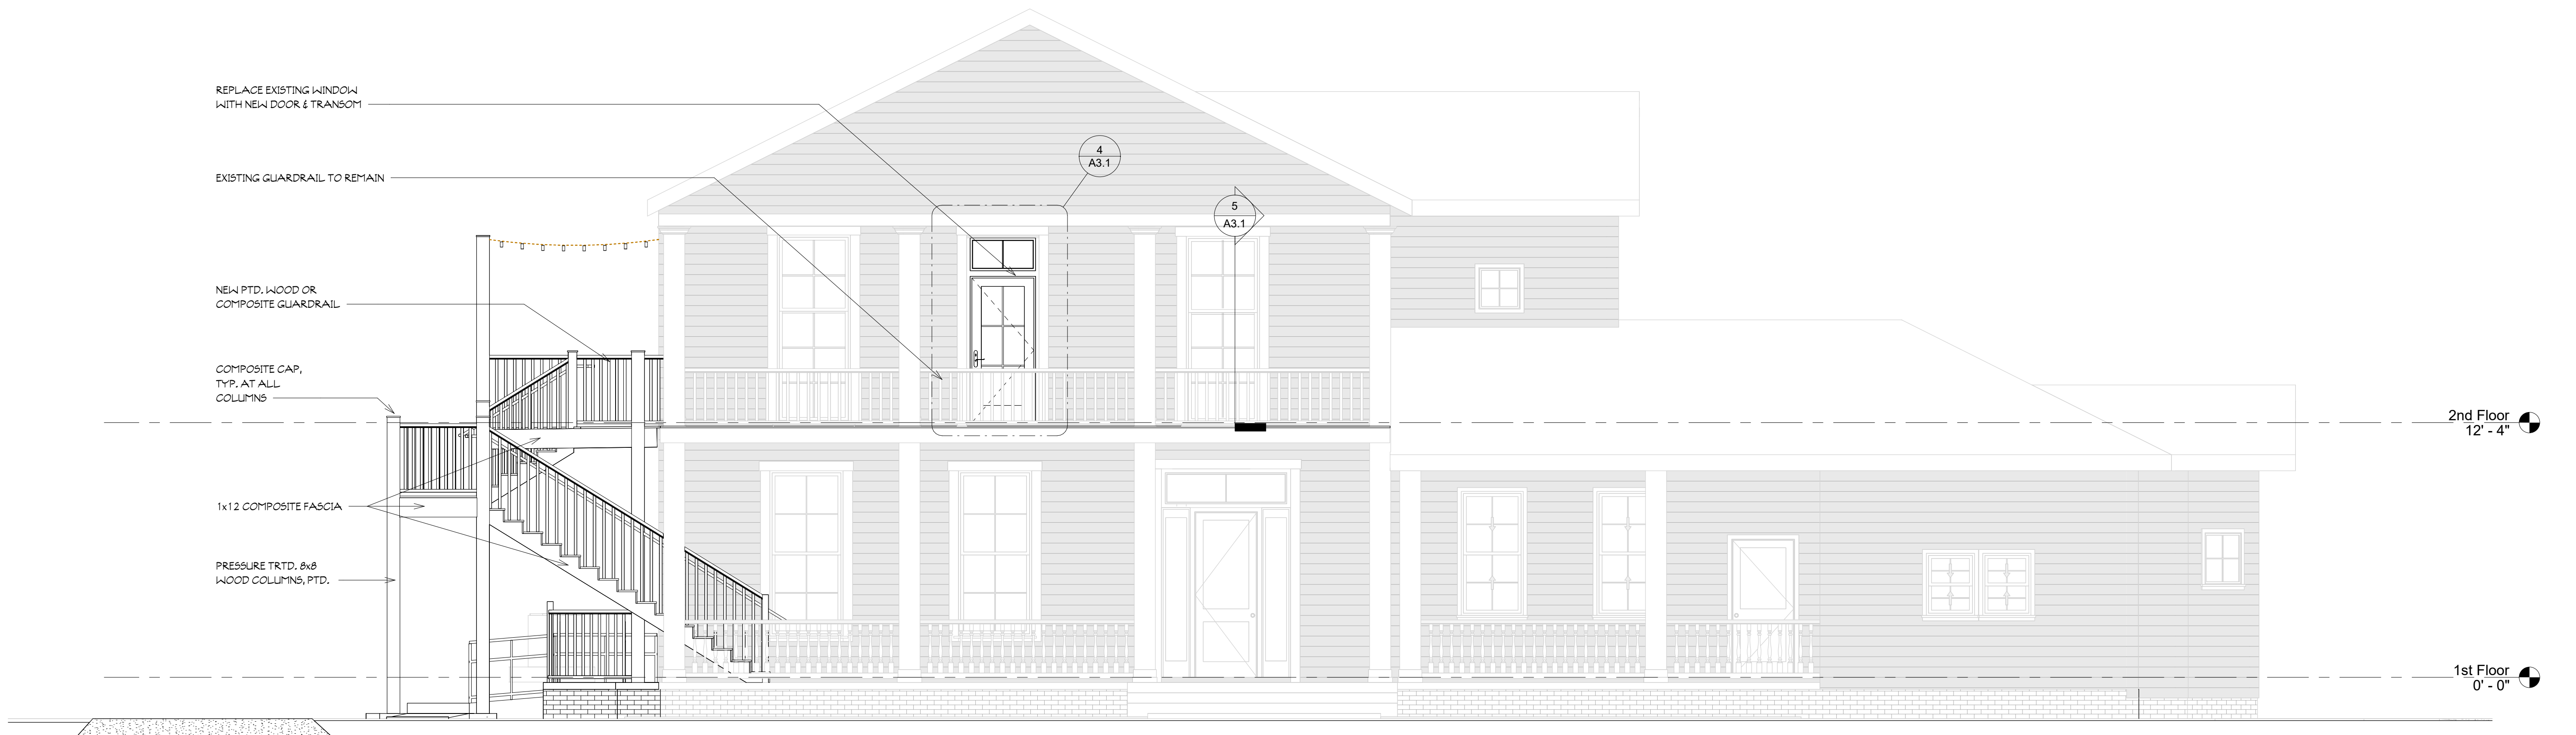 REPLACE EXISTING WINDOW
WITH NEW DOOR & TRANSOM
4
A3.1
EXISTING GUARDRAIL TO REMAIN
5
A3.1
NEW PTD. WOOD OR
COMPOSITE GUARDRAIL
COMPOSITE CAP,
TYP. AT ALL
COLUMNS
2nd Floor
12' - 4"
1x12 COMPOSITE FASCIA
PRESSURE TRTD. 8x8
WOOD COLUMNS, PTD.
1st Floor
0' - 0"